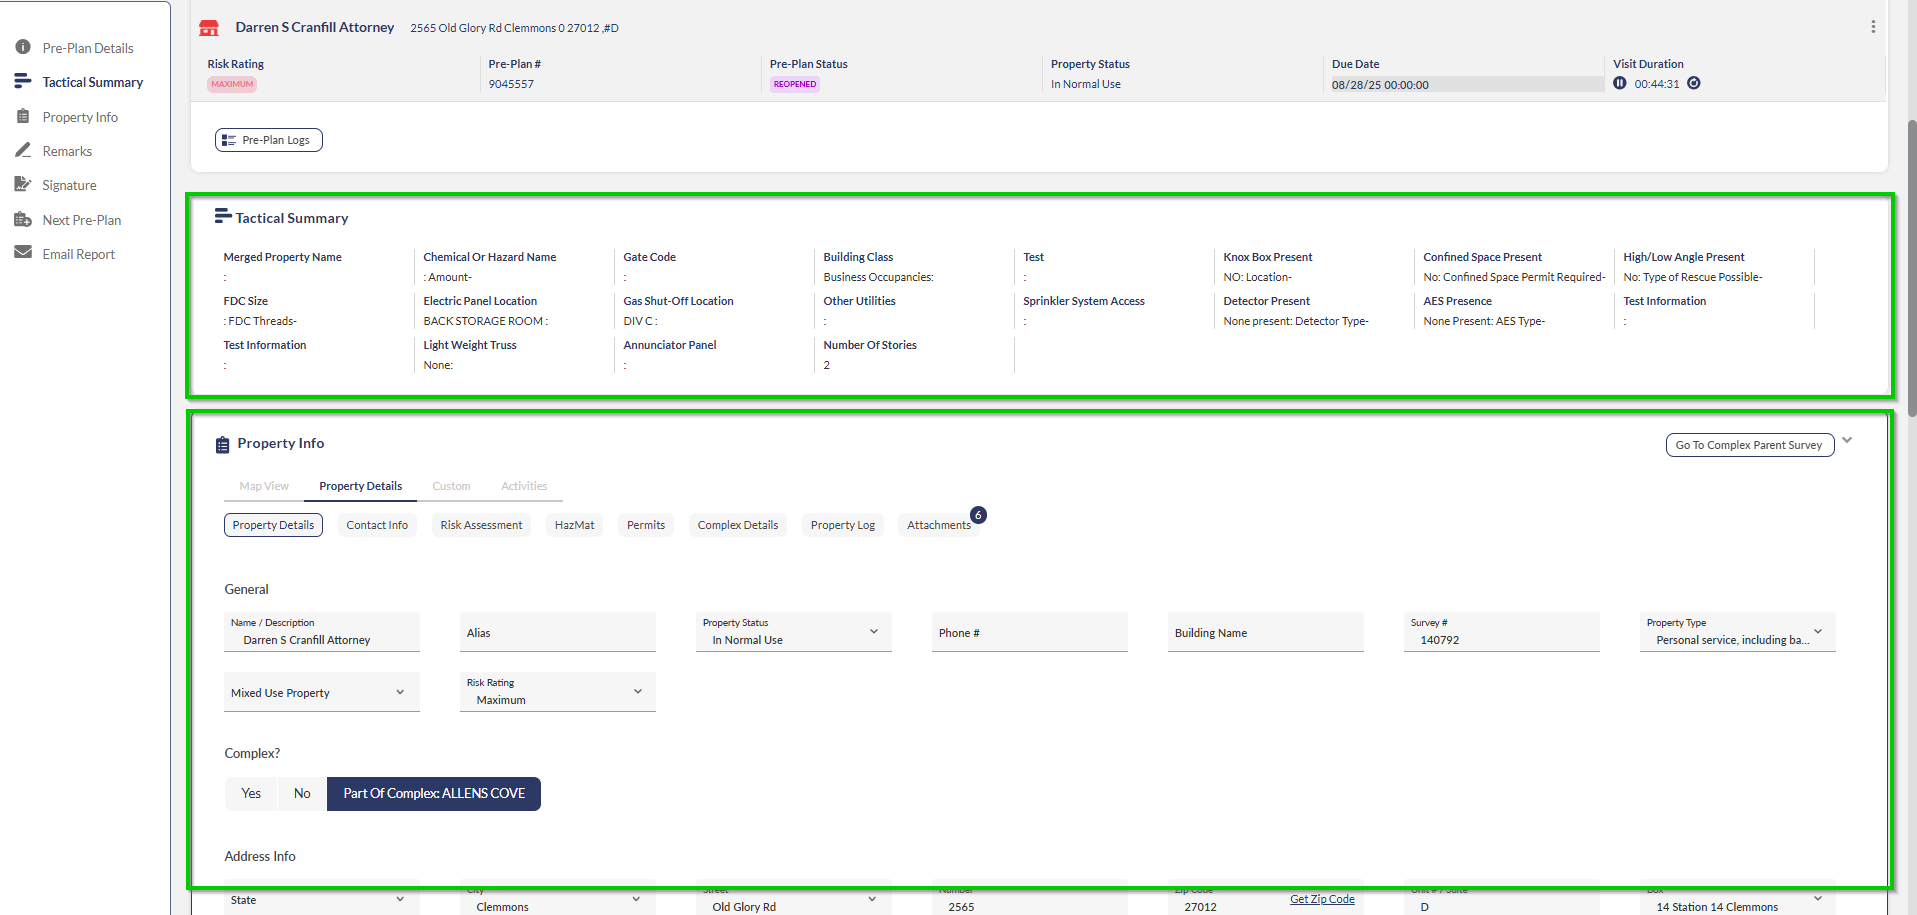 Pre-Plan Details
Tactical Summary
Property Info
Remarks
Signature
Next Pre-Plan
Email Report
Darren S Cranfill Attorney 2565 Old Glory Rd Clemmons 0 27012 ,#D
Risk Rating Pre-Plan # Pre-Plan Status Property Status Due Date Visit Duration
MAXIMUM 9045557 REOPENED In Normal Use 08/28/25 00:00:00 00:44:31
Pre-Plan Logs
Tactical Summary
Merged Property Name Chemical Or Hazard Name Gate Code Building Class Test Knox Box Present Confined Space Present High/Low Angle Present
: : Amount- : Business Occupancies: : NO: Location- No: Confined Space Permit Required- No: Type of Rescue Possible-
FDC Size Electric Panel Location Gas Shut-Off Location Other Utilities Sprinkler System Access Detector Present AES Presence Test Information
: FDC Threads- BACK STORAGE ROOM : DIV C : : : None present: Detector Type- None Present: AES Type- :
Test Information Light Weight Truss Annunciator Panel Number Of Stories
: None: : 2
Property Info Go To Complex Parent Survey
Map View Property Details Custom Activities
Property Details Contact Info Risk Assessment HazMat Permits Complex Details Property Log Attachments 6
General
Name / Description Property Status Survey # Property Type
Darren S Cranfill Attorney Alias In Normal Use Phone # Building Name 140792 Personal service, including ba...
Risk Rating
Mixed Use Property Maximum
Complex?
Yes No Part Of Complex: ALLENS COVE
Address Info
City Street Number Zip Code Unit # / Suite Box
State Clemmons Old Glory Rd 2565 27012 Get Zip Code D 14 Station 14 Clemmons